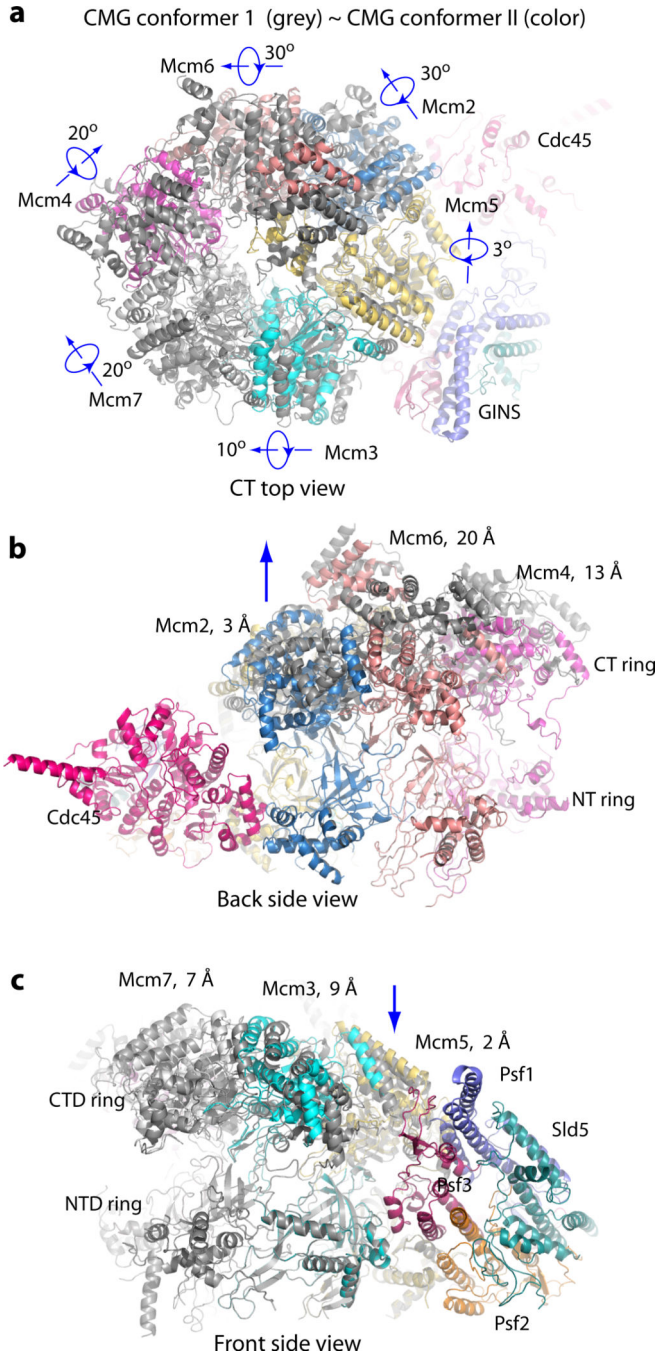 a
CMG conformer 1 (grey) ~ CMG conformer II (color)
Mcm6
30°
30°
Mcm2
Cdc45
20°
Mcm4
Mcm5
3°
20°
Mcm7
GINS
10°
Mcm3
CT top view
b
Mcm6, 20 Å
Mcm4, 13 Å
Mcm2, 3 Å
CT ring
NT ring
Cdc45
Back side view
c
Mcm7, 7 Å
Mcm3, 9 Å
Mcm5, 2 Å
Psf1
CTD ring
Sld5
Psf3
NTD ring
Psf2
Front side view